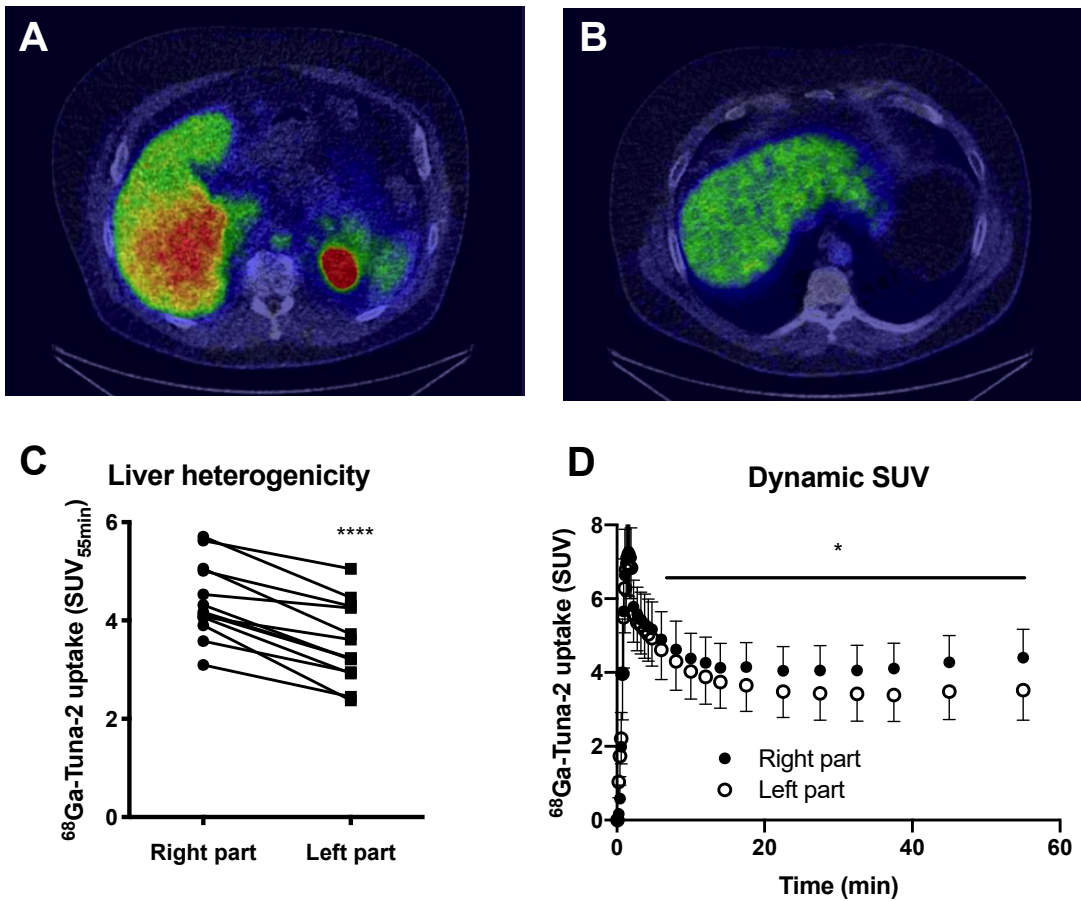 A
B
C
Liver heterogenicity
⁶⁸Ga-Tuna-2 uptake (SUV₅₅ₘᵢₙ)
6
4
2
0
****
Right part
Left part
D
Dynamic SUV
⁶⁸Ga-Tuna-2 uptake (SUV)
8
6
4
2
0
*
Right part
Left part
0
20
40
60
Time (min)